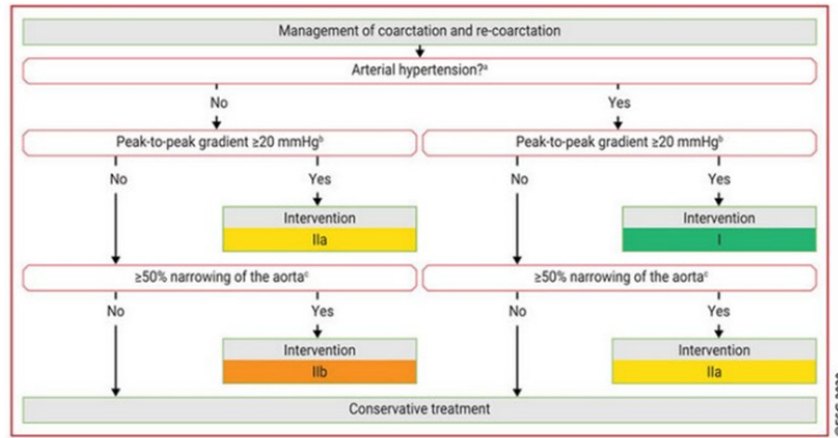 Management of coarctation and re-coarctation
Arterial hypertension?ᵃ
No Yes
Peak-to-peak gradient ≥20 mmHgᵇ Peak-to-peak gradient ≥20 mmHgᵇ
No Yes No Yes
Intervention Intervention
IIa I
≥50% narrowing of the aortaᶜ ≥50% narrowing of the aortaᶜ
No Yes No Yes
Intervention Intervention
IIb IIa
Conservative treatment